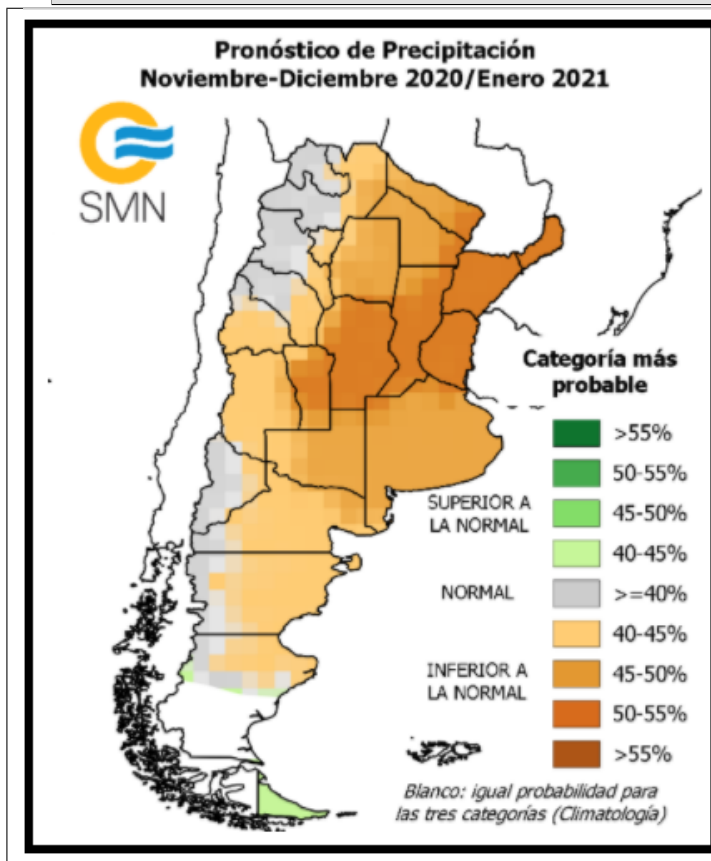 Pronóstico de Precipitación
Noviembre-Diciembre 2020/Enero 2021
SMN
Categoría más
probable
>55%
50-55%
SUPERIOR A
LA NORMAL
45-50%
40-45%
NORMAL
>=40%
40-45%
INFERIOR A
LA NORMAL
45-50%
50-55%
>55%
Blanco: igual probabilidad para
las tres categorías (Climatología)